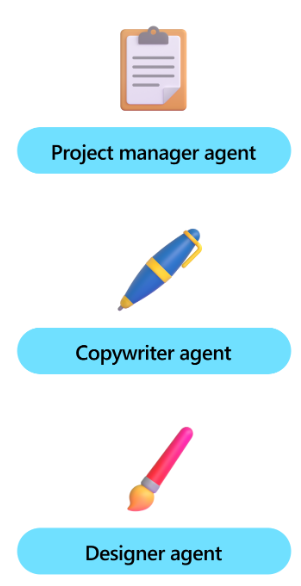 Project manager agent
Copywriter agent
Designer agent